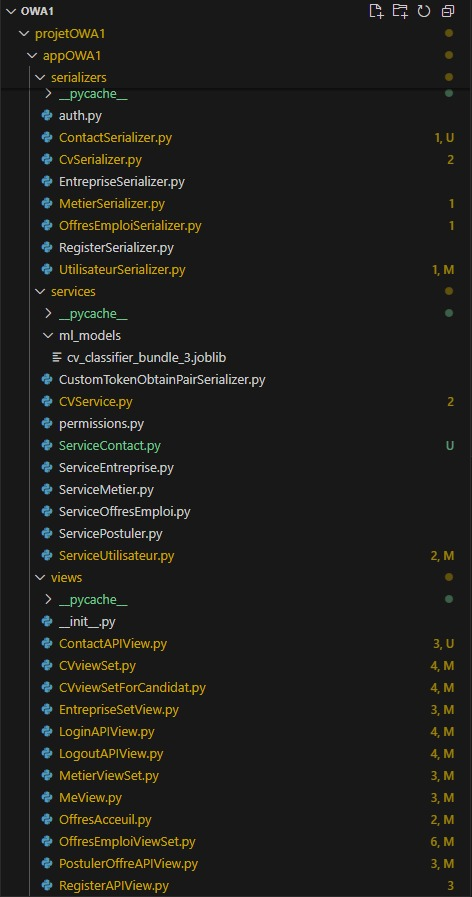 OWA1
projetOWA1
appOWA1
serializers
__pycache__
auth.py
ContactSerializer.py 1, U
CvSerializer.py 2
EntrepriseSerializer.py
MetierSerializer.py 1
OffresEmploiSerializer.py 1
RegisterSerializer.py
UtilisateurSerializer.py 1, M
services
__pycache__
ml_models
cv_classifier_bundle_3.joblib
CustomTokenObtainPairSerializer.py
CVService.py 2
permissions.py
ServiceContact.py U
ServiceEntreprise.py
ServiceMetier.py
ServiceOffresEmploi.py
ServicePostuler.py
ServiceUtilisateur.py 2, M
views
__pycache__
__init__.py
ContactAPIView.py 3, U
CVviewSet.py 4, M
CVviewSetForCandidat.py 4, M
EntrepriseSetView.py 3, M
LoginAPIView.py 4, M
LogoutAPIView.py 4, M
MetierViewSet.py 3, M
MeView.py 3, M
OffresAcceuil.py 2, M
OffresEmploiViewSet.py 6, M
PostulerOffreAPIView.py 3, M
RegisterAPIView.py 3